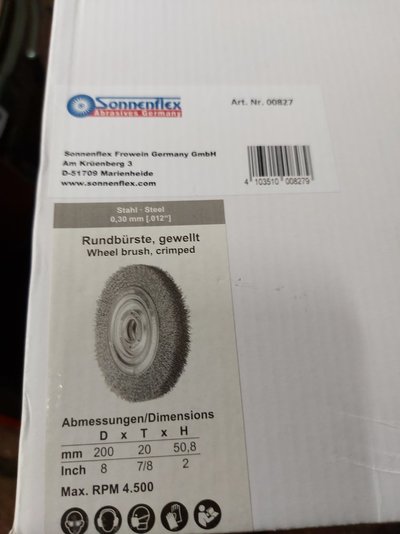 Sonnenflex
Abrasives Germany
Art. Nr. 00827
Sonnenflex Frewein Germany GmbH
Am Krüenberg 3
D-51709 Marienheide
www.sonnenflex.com
4 103510 008279
Stahl · Steel
0,30 mm [.012"]
Rundbürste, gewellt
Wheel brush, crimped
Abmessungen/Dimensions
D x T x H
mm 200 20 50,8
Inch 8 7/8 2
Max. RPM 4.500